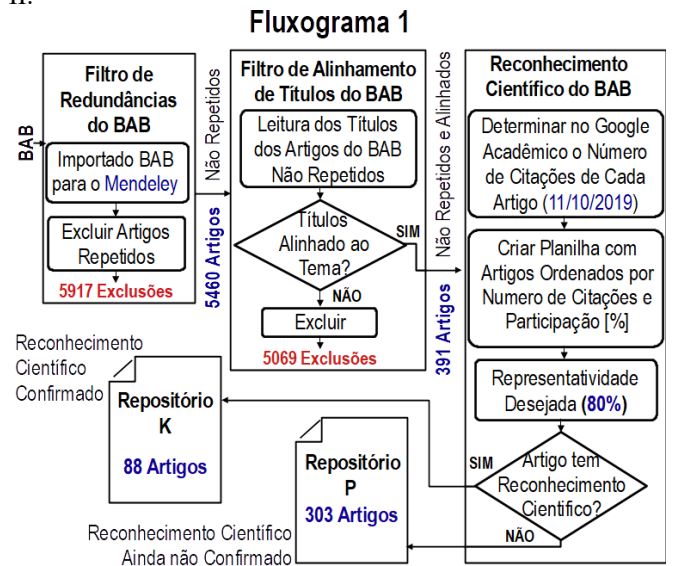 II.
Fluxograma 1
BAB
Filtro de
Redundâncias
do BAB
Importado BAB
para o Mendeley
Excluir Artigos
Repetidos
5917 Exclusões
Não Repetidos
5460 Artigos
Filtro de Alinhamento
de Títulos do BAB
Leitura dos Títulos
dos Artigos do BAB
Não Repetidos
Títulos
Alinhado ao
Tema?
SIM
NÃO
Excluir
5069 Exclusões
Não Repetidos e Alinhados
391 Artigos
Reconhecimento
Científico do BAB
Determinar no Google
Acadêmico o Número
de Citações de Cada
Artigo (11/10/2019)
Criar Planilha com
Artigos Ordenados por
Numero de Citações e
Participação [%]
Representatividade
Desejada (80%)
Artigo tem
Reconhecimento
Científico?
SIM
NÃO
Reconhecimento
Científico
Confirmado
Repositório
K
88 Artigos
Repositório
P
303 Artigos
Reconhecimento Científico
Ainda não Confirmado